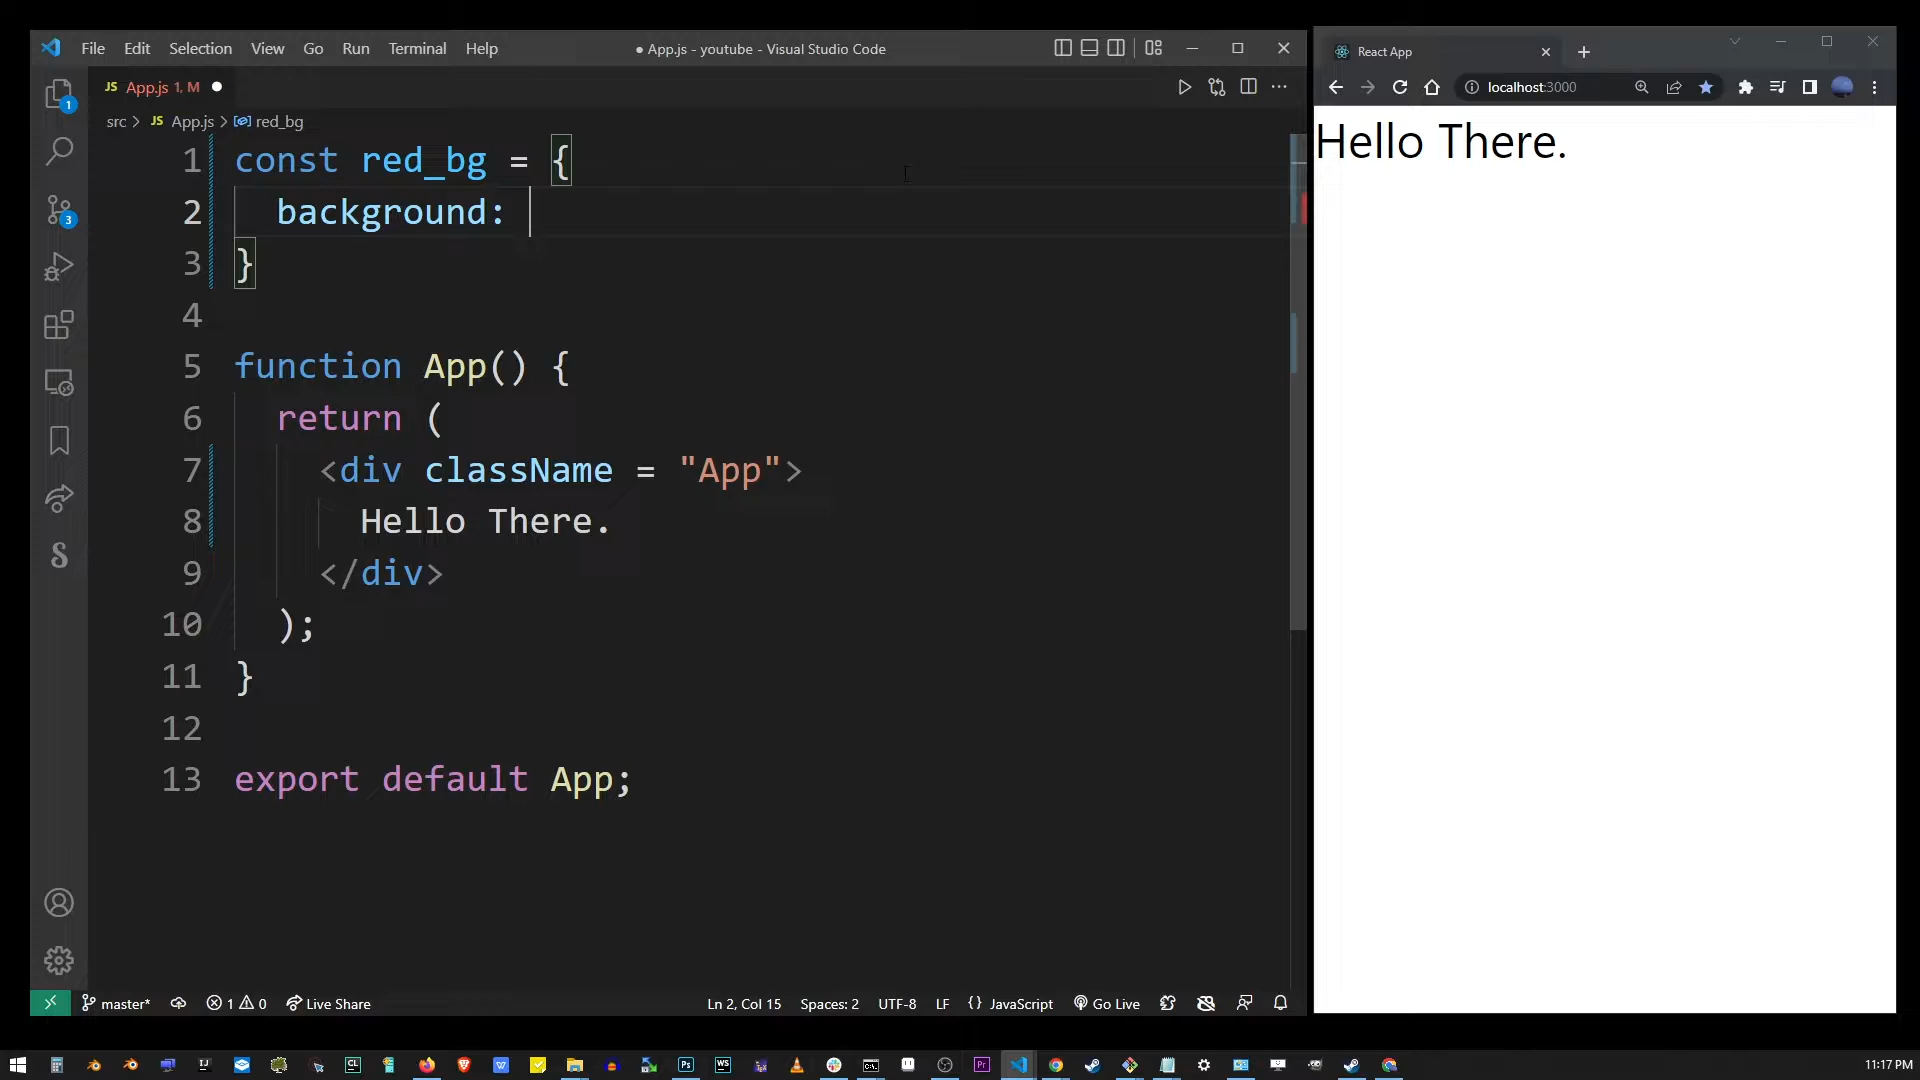 File Edit Selection View Go Run Terminal Help
● App.js - youtube - Visual Studio Code
JS App.js 1, M
src > JS App.js > red_bg
1 const red_bg = {
2 background:
3 }
4
5 function App() {
6 return (
7 <div className = "App">
8 Hello There.
9 </div>
10 );
11 }
12
13 export default App;
1
3
master* 1 0 Live Share
Ln 2, Col 15 Spaces: 2 UTF-8 LF {} JavaScript Go Live
React App
localhost:3000
Hello There.
11:17 PM